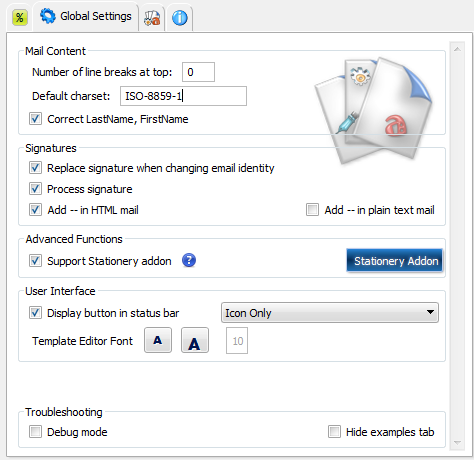 % Global Settings
Mail Content
Number of line breaks at top: 0
Default charset: ISO-8859-1
Correct LastName, FirstName
Signatures
Replace signature when changing email identity
Process signature
Add -- in HTML mail Add -- in plain text mail
Advanced Functions
Support Stationery addon ? Stationery Addon
User Interface
Display button in status bar Icon Only
Template Editor Font A A 10
Troubleshooting
Debug mode Hide examples tab